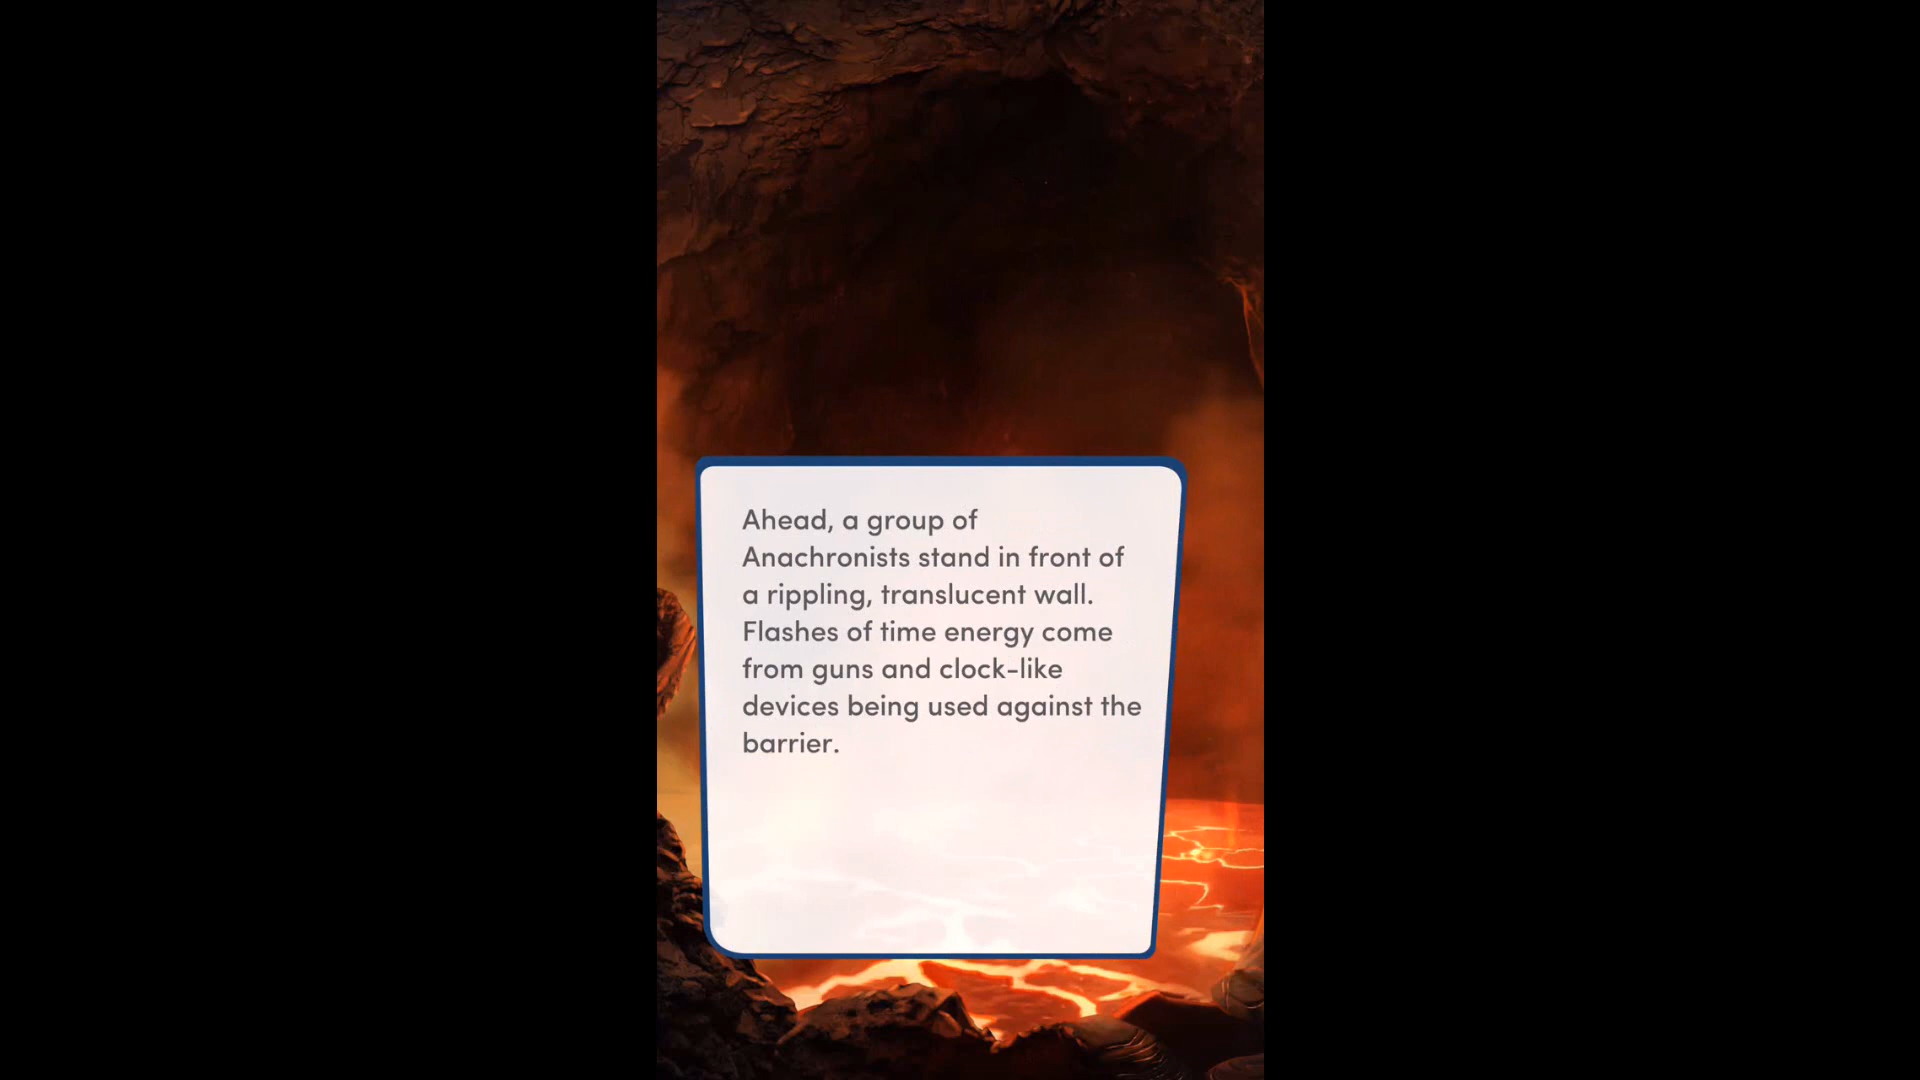 Ahead, a group of
Anachronists stand in front of
a rippling, translucent wall.
Flashes of time energy come
from guns and clock-like
devices being used against the
barrier.